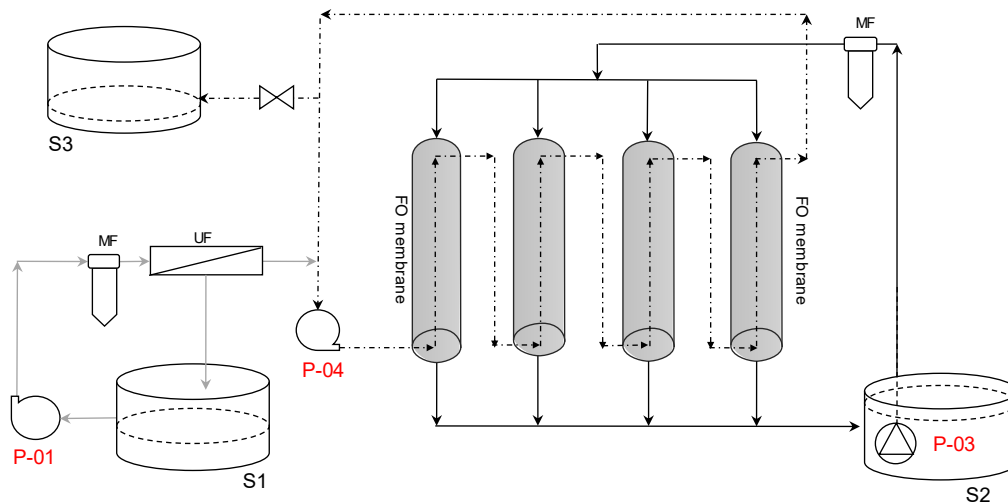 MF
S3
FO membrane
FO membrane
MF
UF
P-04
P-01
S1
P-03
S2